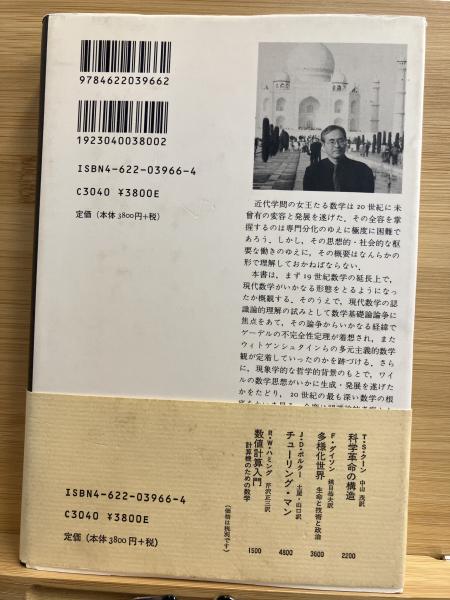 9784622039662
1923040038002
ISBN4-622-03966-4
C3040 ¥3800E
定価(本体 3800円+税)
近代学問の女王たる数学は20世紀に未
曾有の変容と発展を遂げた。その全容を掌
握するのは専門分化のゆえに極度に困難で
あろう。しかし、その思想的・社会的な枢
要な働きのゆえに、その概要はなんらかの
形で理解しておかねばならない。
本書は、まず19世紀数学の延長上で、
現代数学がいかなる形態をとるようになっ
たか概観する。そのうえで、現代数学の認
識論的理解の試みとして数学基礎論論争に
焦点をあて、その論争からいかなる経緯で
ゲーデルの不完全性定理が着想され、また
ウィトゲンシュタインらの多元主義的数学
観が定着していったのかを跡づける。さら
に、現象学的な哲学的背景のもとで、ワイ
ルの数学思想がいかに生成・発展を遂げた
かをたどり、20世紀の最も深い数学の根
T・S・クーン 中山 茂訳
科学革命の構造
2200
F・ダイソン 鎮目恭夫訳
多様化世界 生命と技術と政治
3600
J・D・ボルター 土屋・山口訳
チューリング・マン
4800
R・W・ハミング 芹沢正三訳
数値計算入門 計算機のための数学
1500
(価格は税別です)
ISBN4-622-03966-4
C3040 ¥3800E
定価(本体 3800円+税)